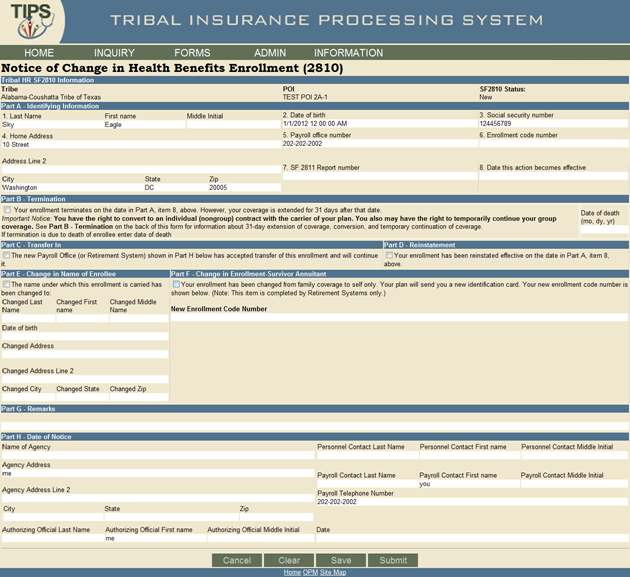 TIPS
TRIBAL INSURANCE PROCESSING SYSTEM
HOME INQUIRY FORMS ADMIN INFORMATION
Notice of Change in Health Benefits Enrollment (2810)
Tribal HR SF2810 Information
Tribe POI SF2810 Status:
Alabama-Coushatta Tribe of Texas TEST POI 2A-1 New
Part A - Identifying Information
1. Last Name First name Middle Initial 2. Date of birth 3. Social security number
Sky Eagle 1/1/2012 12:00:00 AM 124456789
4. Home Address 5. Payroll office number 6. Enrollment code number
10 Street 202-202-2002
Address Line 2 7. SF 2811 Report number 8. Date this action becomes effective
City State Zip
Washington DC 20005
Part B - Termination
Your enrollment terminates on the date in Part A, item 8, above. However, your coverage is extended for 31 days after that date.
Important Notice: You have the right to convert to an individual (nongroup) contract with the carrier of your plan. You also may have the right to temporarily continue your group
coverage. See Part B - Termination on the back of this form for information about 31-day extension of coverage, conversion, and temporary continuation of coverage.
If termination is due to death of enrollee enter date of death
Date of death
(mo, dy, yr)
Part C - Transfer In Part D - Reinstatement
The new Payroll Office (or Retirement System) shown in Part H below has accepted transfer of this enrollment and will continue
it.
Your enrollment has been reinstated effective on the date in Part A, item 8,
above.
Part E - Change in Name of Enrollee Part F - Change in Enrollment-Survivor Annuitant
The name under which this enrollment is carried has
been changed to:
Your enrollment has been changed from family coverage to self only. Your plan will send you a new identification card. Your new enrollment code number is
shown below. (Note: This item is completed by Retirement Systems only.)
Changed Last Name Changed First name Changed Middle Name
New Enrollment Code Number
Date of birth
Changed Address
Changed Address Line 2
Changed City Changed State Changed Zip
Part G - Remarks
Part H - Date of Notice
Name of Agency Personnel Contact Last Name Personnel Contact First name Personnel Contact Middle Initial
Agency Address Payroll Contact Last Name Payroll Contact First name Payroll Contact Middle Initial
me you
Agency Address Line 2 Payroll Telephone Number
202-202-2002
City State Zip
Authorizing Official Last Name Authorizing Official First name Authorizing Official Middle Initial Date
me
Cancel Clear Save Submit
Home OPM Site Map